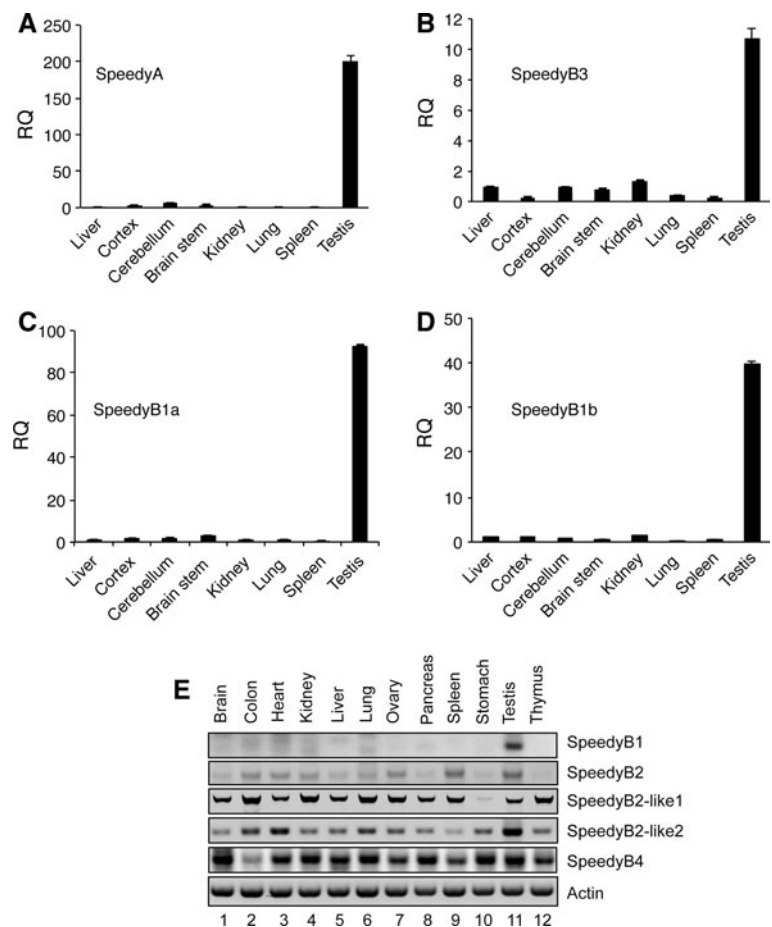 A
250
200
150
100
50
0
RQ
SpeedyA
Liver
Cortex
Cerebellum
Brain stem
Kidney
Lung
Spleen
Testis
B
12
10
8
6
4
2
0
RQ
SpeedyB3
Liver
Cortex
Cerebellum
Brain stem
Kidney
Lung
Spleen
Testis
C
100
80
60
40
20
0
RQ
SpeedyB1a
Liver
Cortex
Cerebellum
Brain stem
Kidney
Lung
Spleen
Testis
D
50
40
30
20
10
0
RQ
SpeedyB1b
Liver
Cortex
Cerebellum
Brain stem
Kidney
Lung
Spleen
Testis
E
Brain
Colon
Heart
Kidney
Liver
Lung
Ovary
Pancreas
Spleen
Stomach
Testis
Thymus
SpeedyB1
SpeedyB2
SpeedyB2-like1
SpeedyB2-like2
SpeedyB4
Actin
1 2 3 4 5 6 7 8 9 10 11 12